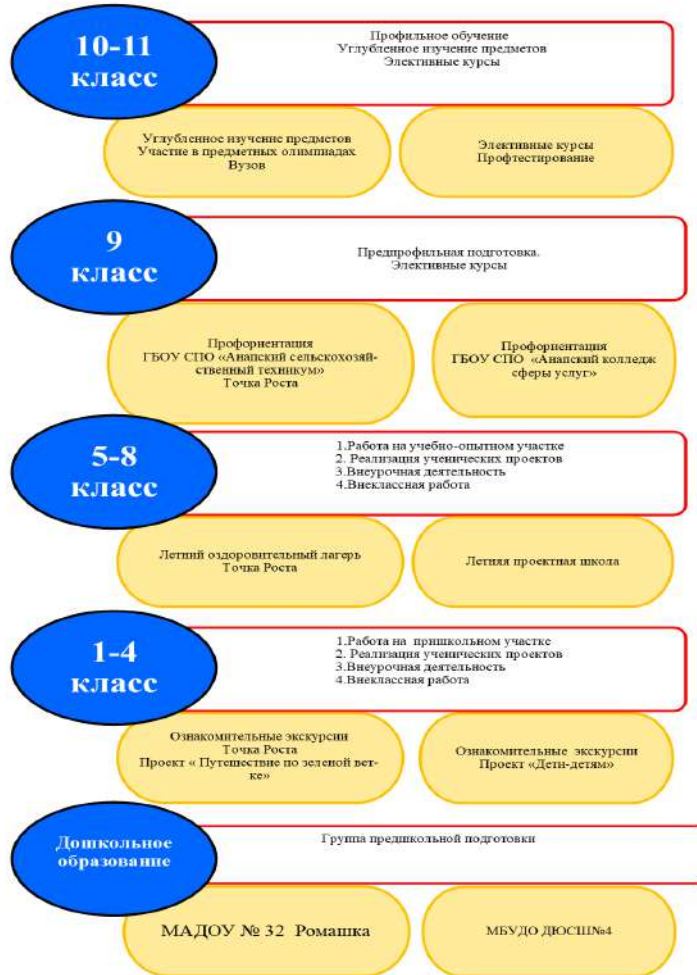 10-11
класс
Профильное обучение
Углубленное изучение предметов
Элективные курсы
Углубленное изучение предметов
Участие в предметных олимпиадах
Вузов
Элективные курсы
Профтестирование
9
класс
Предпрофильная подготовка.
Элективные курсы
Профориентация
ГБОУ СПО «Анапский сельскохозяй-
ственный техникум»
Точка Роста
Профориентация
ГБОУ СПО «Анапский колледж
сферы услуг»
5-8
класс
1.Работа на учебно-опытном участке
2. Реализация ученических проектов
3.Внеурочная деятельность
4.Внеклассная работа
Летний оздоровительный лагерь
Точка Роста
Летняя проектная школа
1-4
класс
1.Работа на пришкольном участке
2. Реализация ученических проектов
3.Внеурочная деятельность
4.Внеклассная работа
Ознакомительные экскурсии
Точка Роста
Проект « Путешествие по зеленой вет-
ке»
Ознакомительные экскурсии
Проект «Дети-детям»
Дошкольное
образование
Группа предшкольной подготовки
МАДОУ № 32 Ромашка
МБУДО ДЮСШ№4